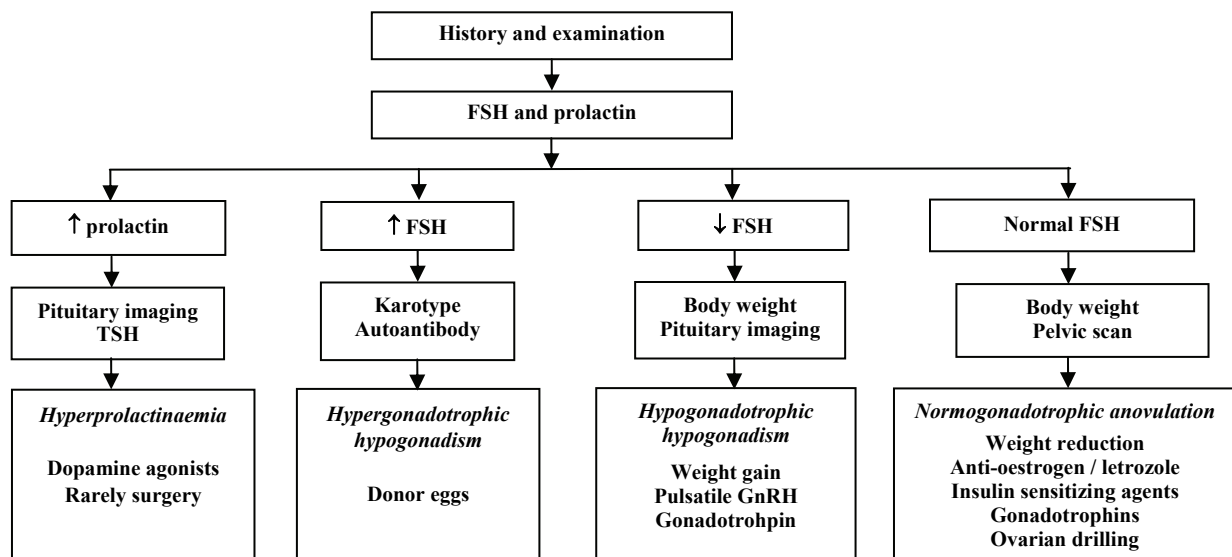 History and examination
FSH and prolactin
↑ prolactin
↑ FSH
↓ FSH
Normal FSH
Pituitary imaging
TSH
Karotype
Autoantibody
Body weight
Pituitary imaging
Body weight
Pelvic scan
Hyperprolactinaemia
Dopamine agonists
Rarely surgery
Hypergonadotrophic
hypogonadism
Donor eggs
Hypogonadotrophic
hypogonadism
Weight gain
Pulsatile GnRH
Gonadotrohpin
Normogonadotrophic anovulation
Weight reduction
Anti-oestrogen / letrozole
Insulin sensitizing agents
Gonadotrophins
Ovarian drilling